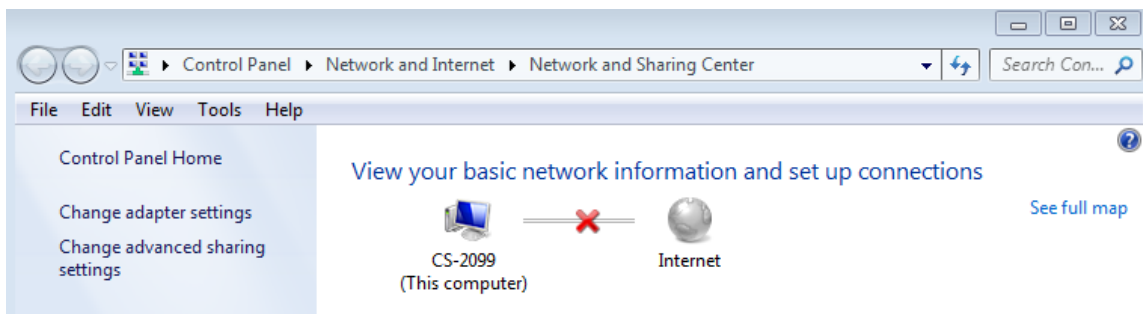 Control Panel ▸ Network and Internet ▸ Network and Sharing Center
Search Con...
File Edit View Tools Help
Control Panel Home
Change adapter settings
Change advanced sharing
settings
View your basic network information and set up connections
See full map
CS-2099
(This computer)
Internet